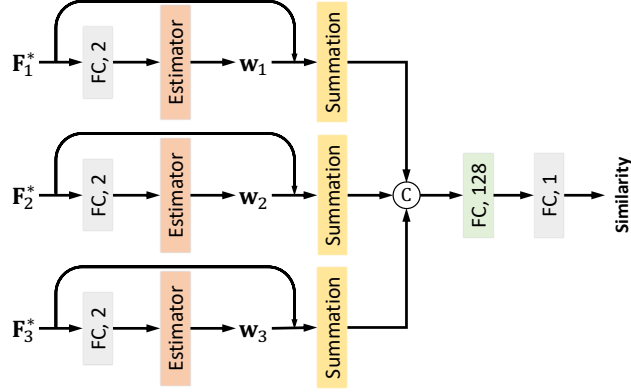 F₁* FC, 2 Estimator w₁ Summation
F₂* FC, 2 Estimator w₂ Summation C FC, 128 FC, 1 Similarity
F₃* FC, 2 Estimator w₃ Summation